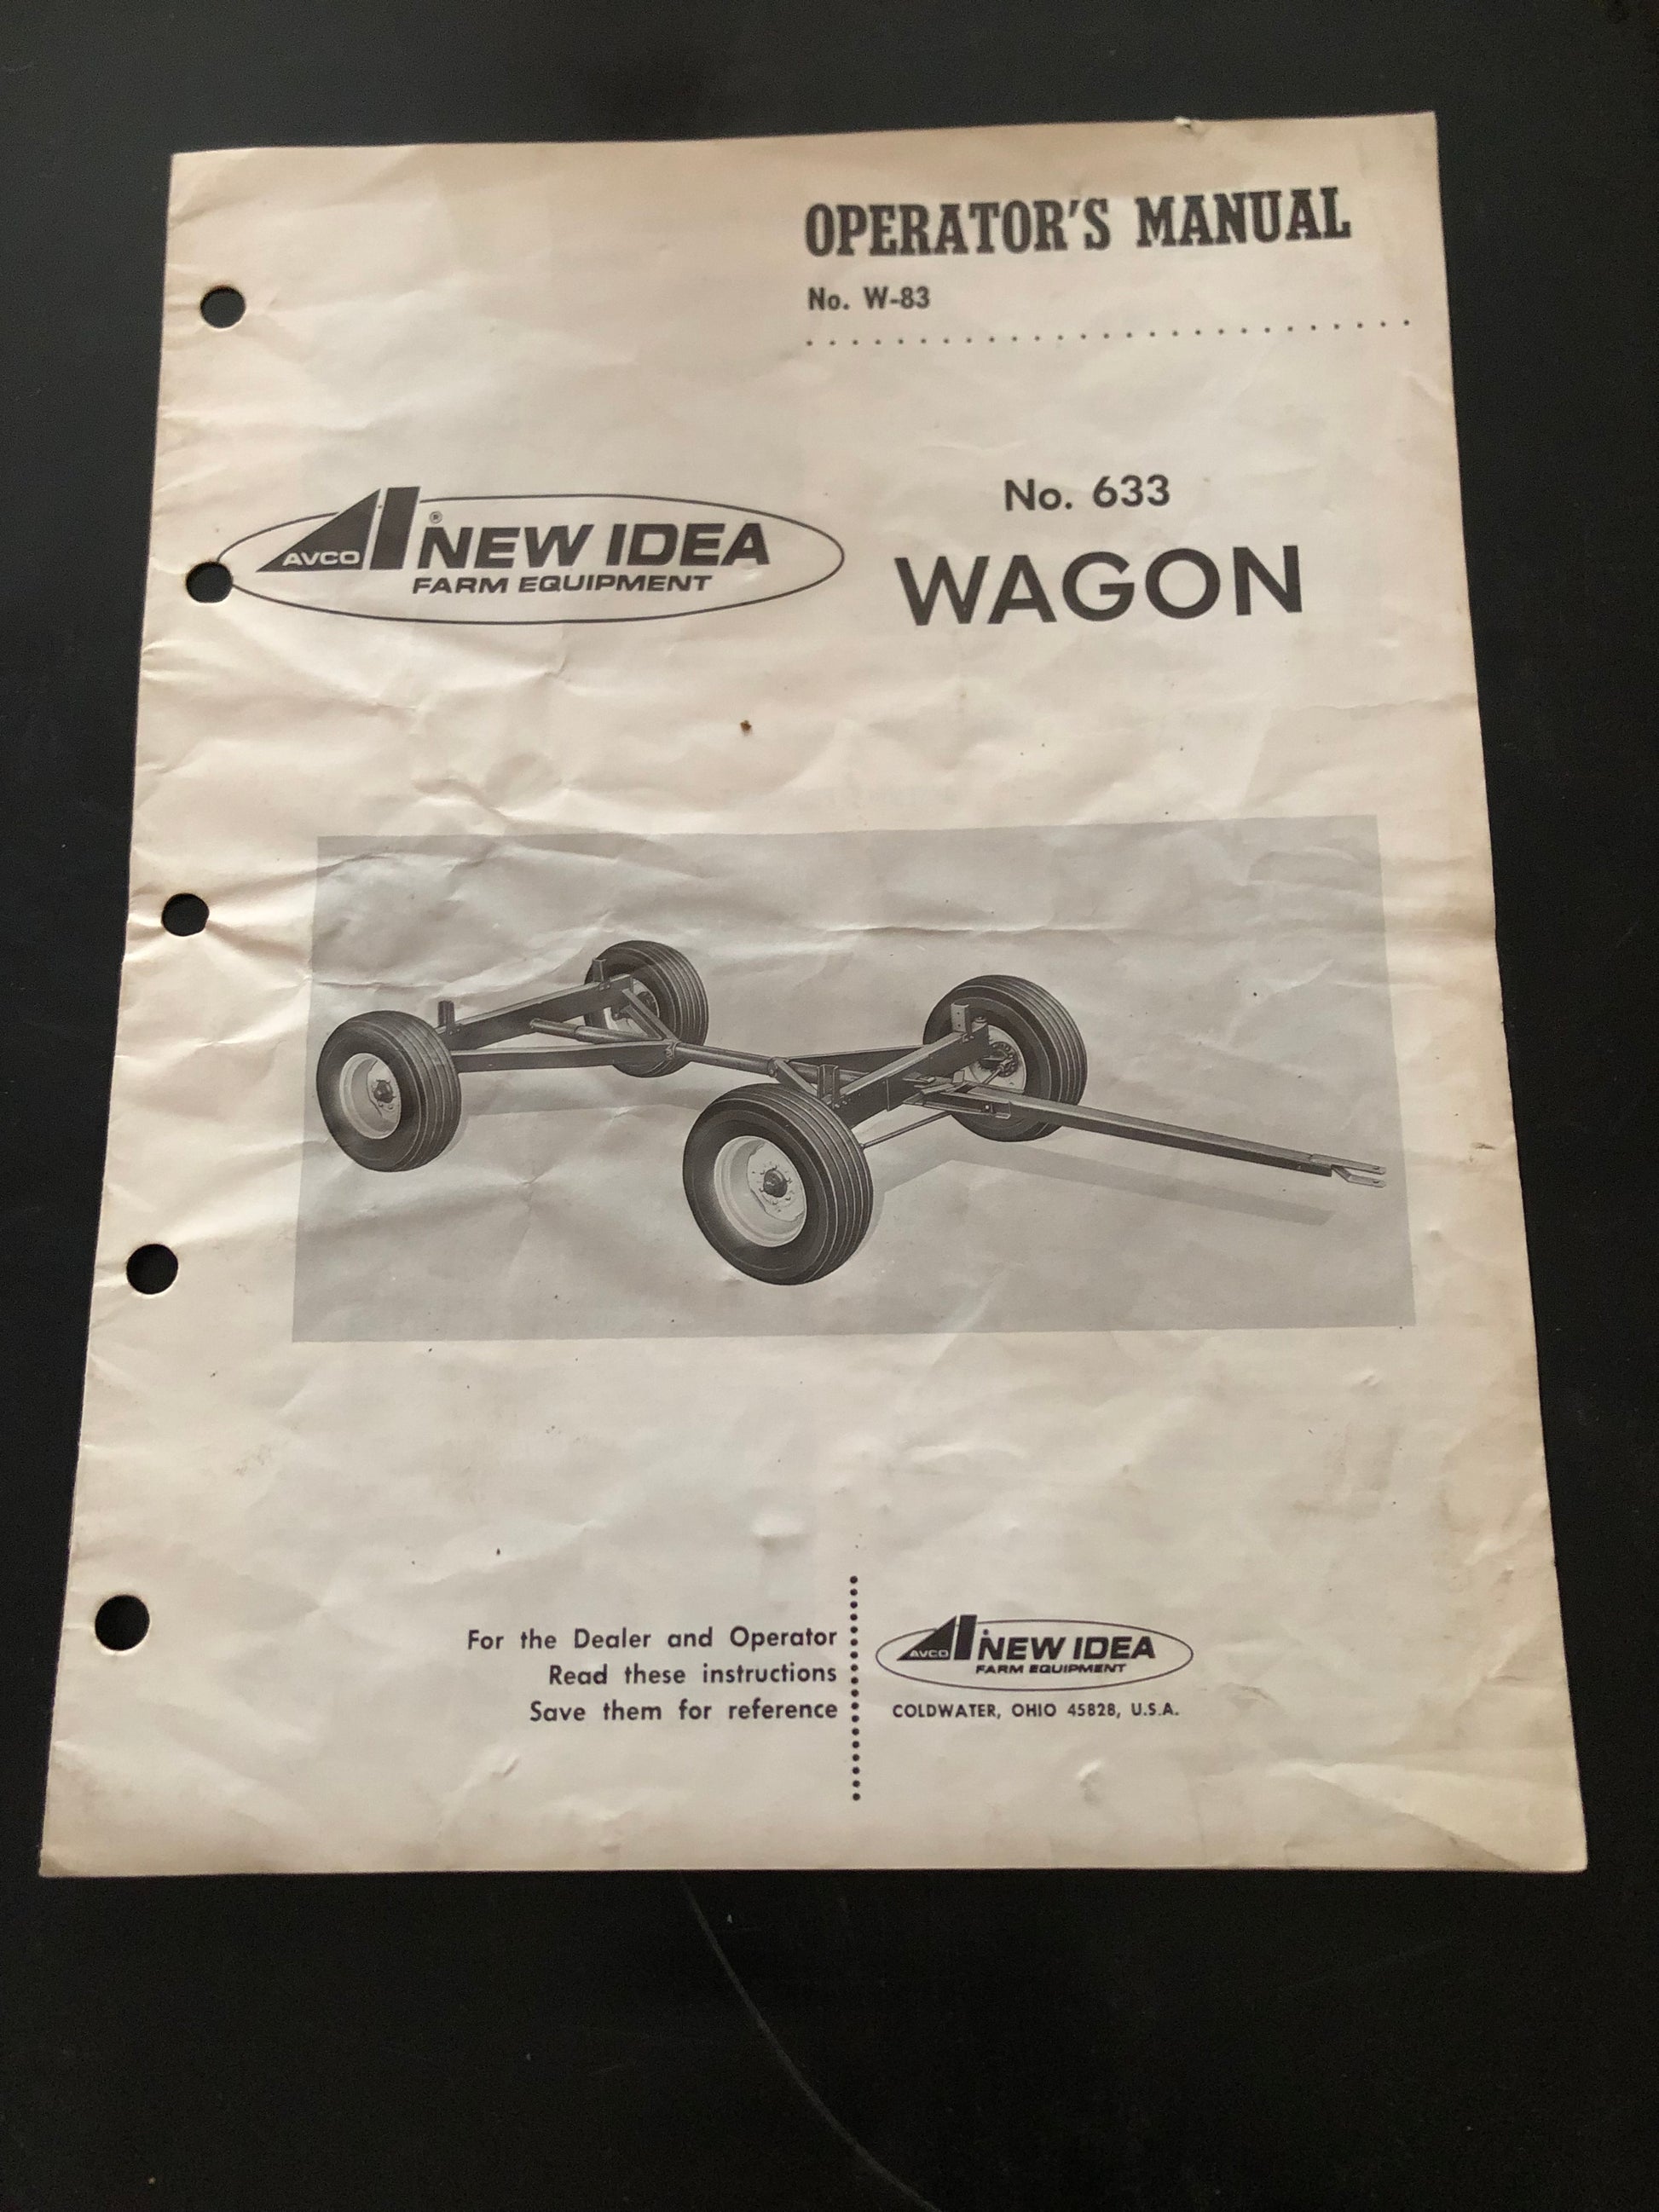 OPERATOR'S MANUAL
No. W-83
No. 633
WAGON
AVCO ® NEW IDEA
FARM EQUIPMENT
For the Dealer and Operator
Read these instructions
Save them for reference
AVCO NEW IDEA
FARM EQUIPMENT
COLDWATER, OHIO 45828, U.S.A.